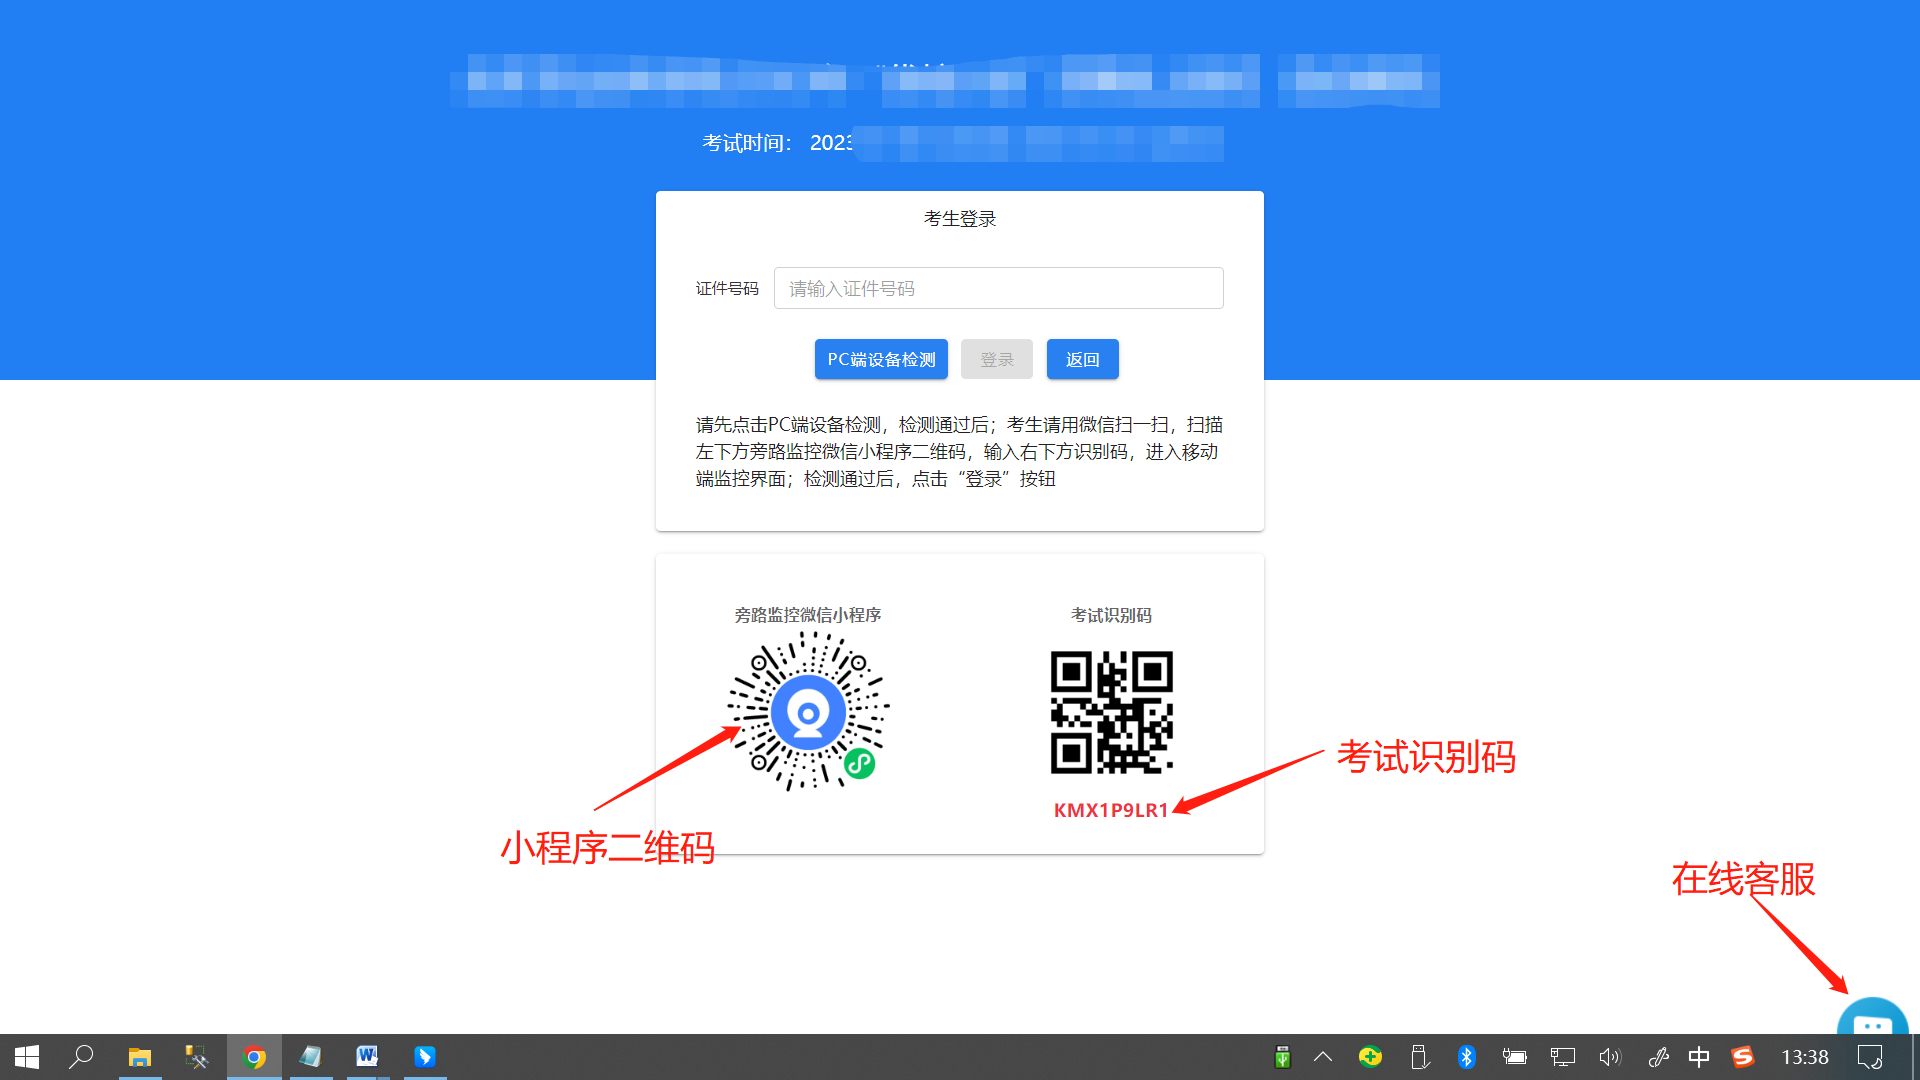 考试时间： 2023
考生登录
证件号码
请输入证件号码
PC端设备检测
登录
返回
请先点击PC端设备检测，检测通过后；考生请用微信扫一扫，扫描
左下方旁路监控微信小程序二维码，输入右下方识别码，进入移动
端监控界面；检测通过后，点击“登录”按钮
旁路监控微信小程序
考试识别码
考试识别码
KMX1P9LR1
小程序二维码
在线客服
中
13:38